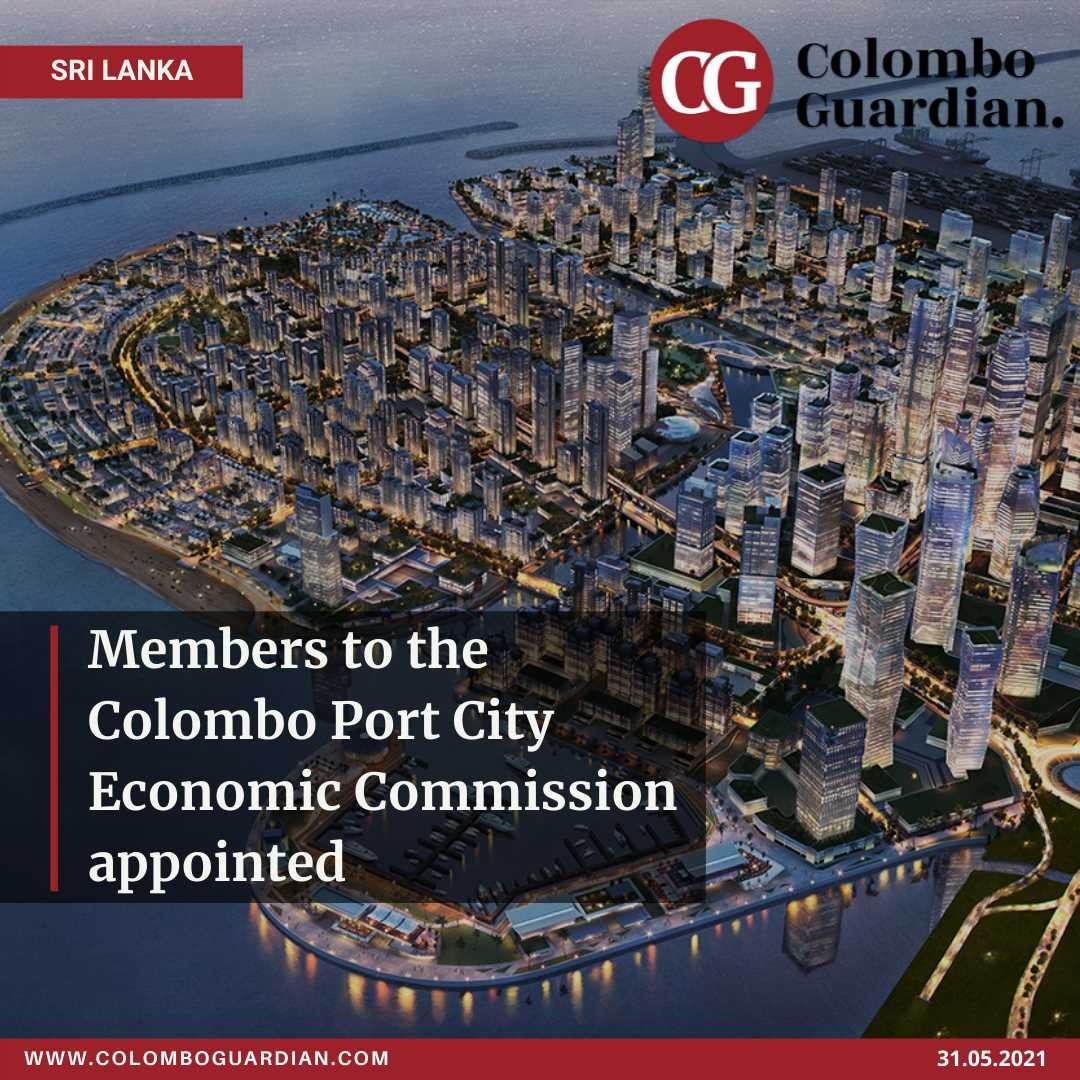 SRI LANKA
CG
Colombo
Guardian.
Members to the
Colombo Port City
Economic Commission
appointed
WWW.COLOMBOGUARDIAN.COM
31.05.2021